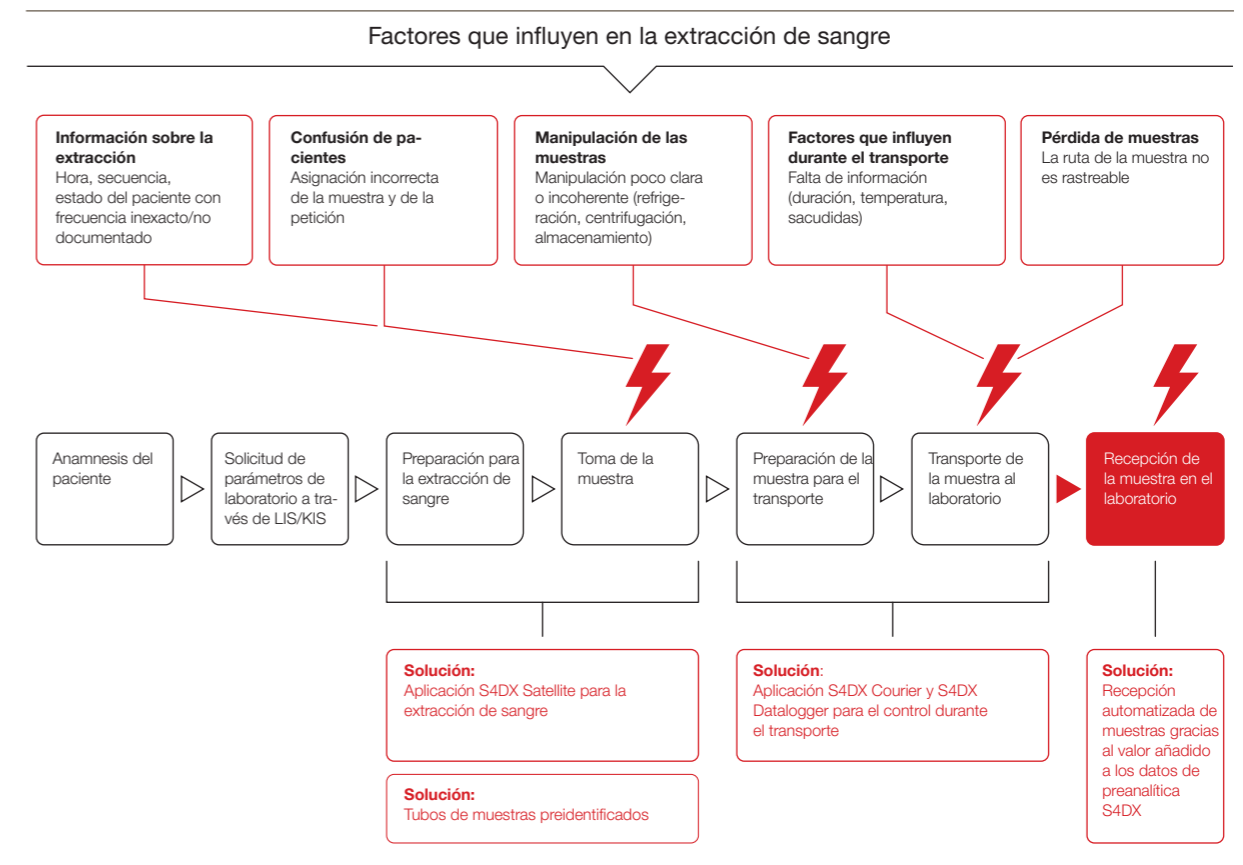 Factores que influyen en la extracción de sangre
Información sobre la
extracción
Hora, secuencia,
estado del paciente con
frecuencia inexacto/no
documentado
Confusión de pa-
cientes
Asignación incorrecta
de la muestra y de la
petición
Manipulación de las
muestras
Manipulación poco clara
o incoherente (refrige-
ración, centrifugación,
almacenamiento)
Factores que influyen
durante el transporte
Falta de información
(duración, temperatura,
sacudidas)
Pérdida de muestras
La ruta de la muestra no
es rastreable
Anamnesis del
paciente
Solicitud de
parámetros de
laboratorio a tra-
vés de LIS/KIS
Preparación para
la extracción de
sangre
Toma de la
muestra
Preparación de la
muestra para el
transporte
Transporte de
la muestra al
laboratorio
Recepción de
la muestra en el
laboratorio
Solución:
Aplicación S4DX Satellite para la
extracción de sangre
Solución:
Tubos de muestras preidentificados
Solución:
Aplicación S4DX Courier y S4DX
Datalogger para el control durante
el transporte
Solución:
Recepción
automatizada de
muestras gracias
al valor añadido
a los datos de
preanalítica
S4DX